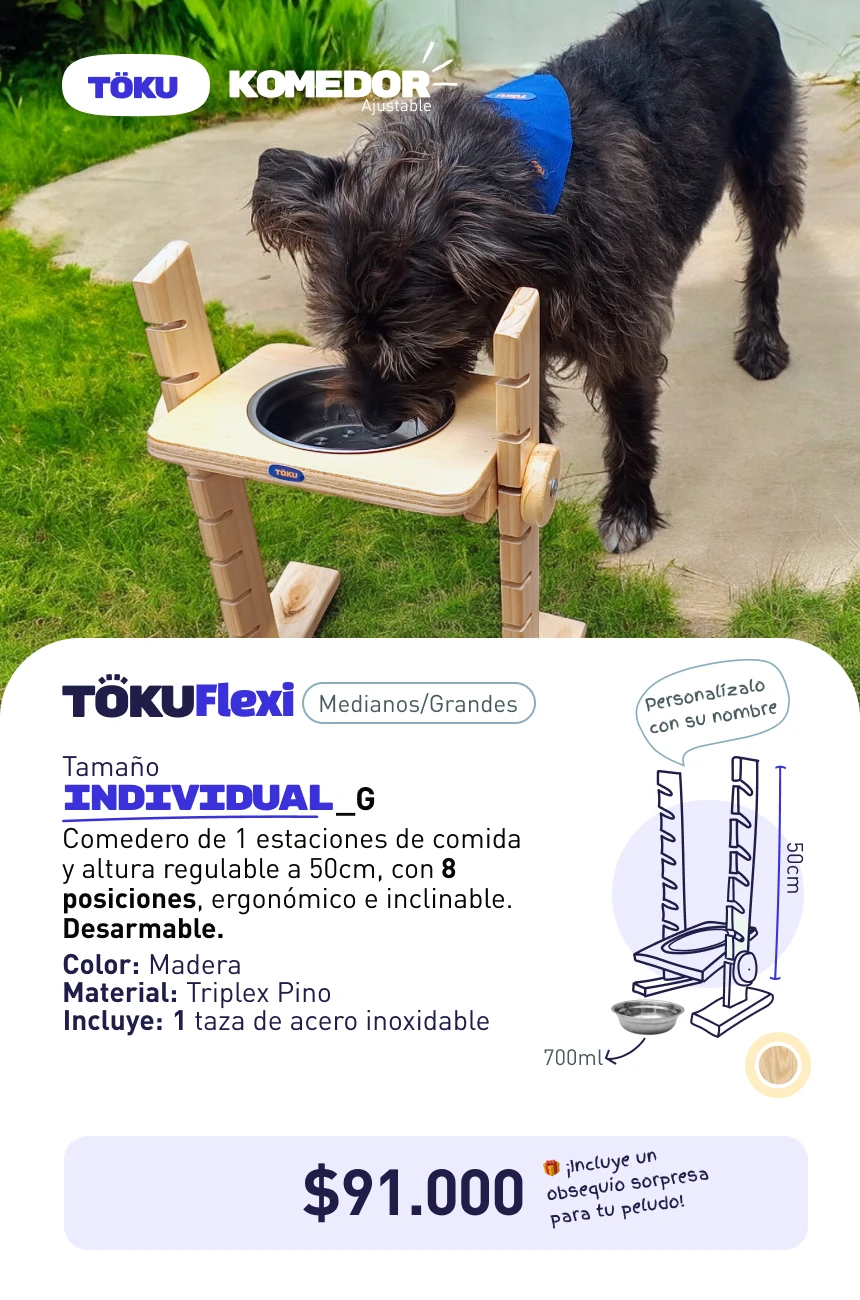 TÖKU KOMEDOR
Ajustable
TÖKU
TÖKUFlexi Medianos/Grandes
Personalízalo
con su nombre
Tamaño
INDIVIDUAL_G
Comedero de 1 estaciones de comida
y altura regulable a 50cm, con 8
posiciones, ergonómico e inclinable.
Desarmable.
Color: Madera
Material: Triplex Pino
Incluye: 1 taza de acero inoxidable
50cm
700ml
$91.000
¡Incluye un
obsequio sorpresa
para tu peludo!